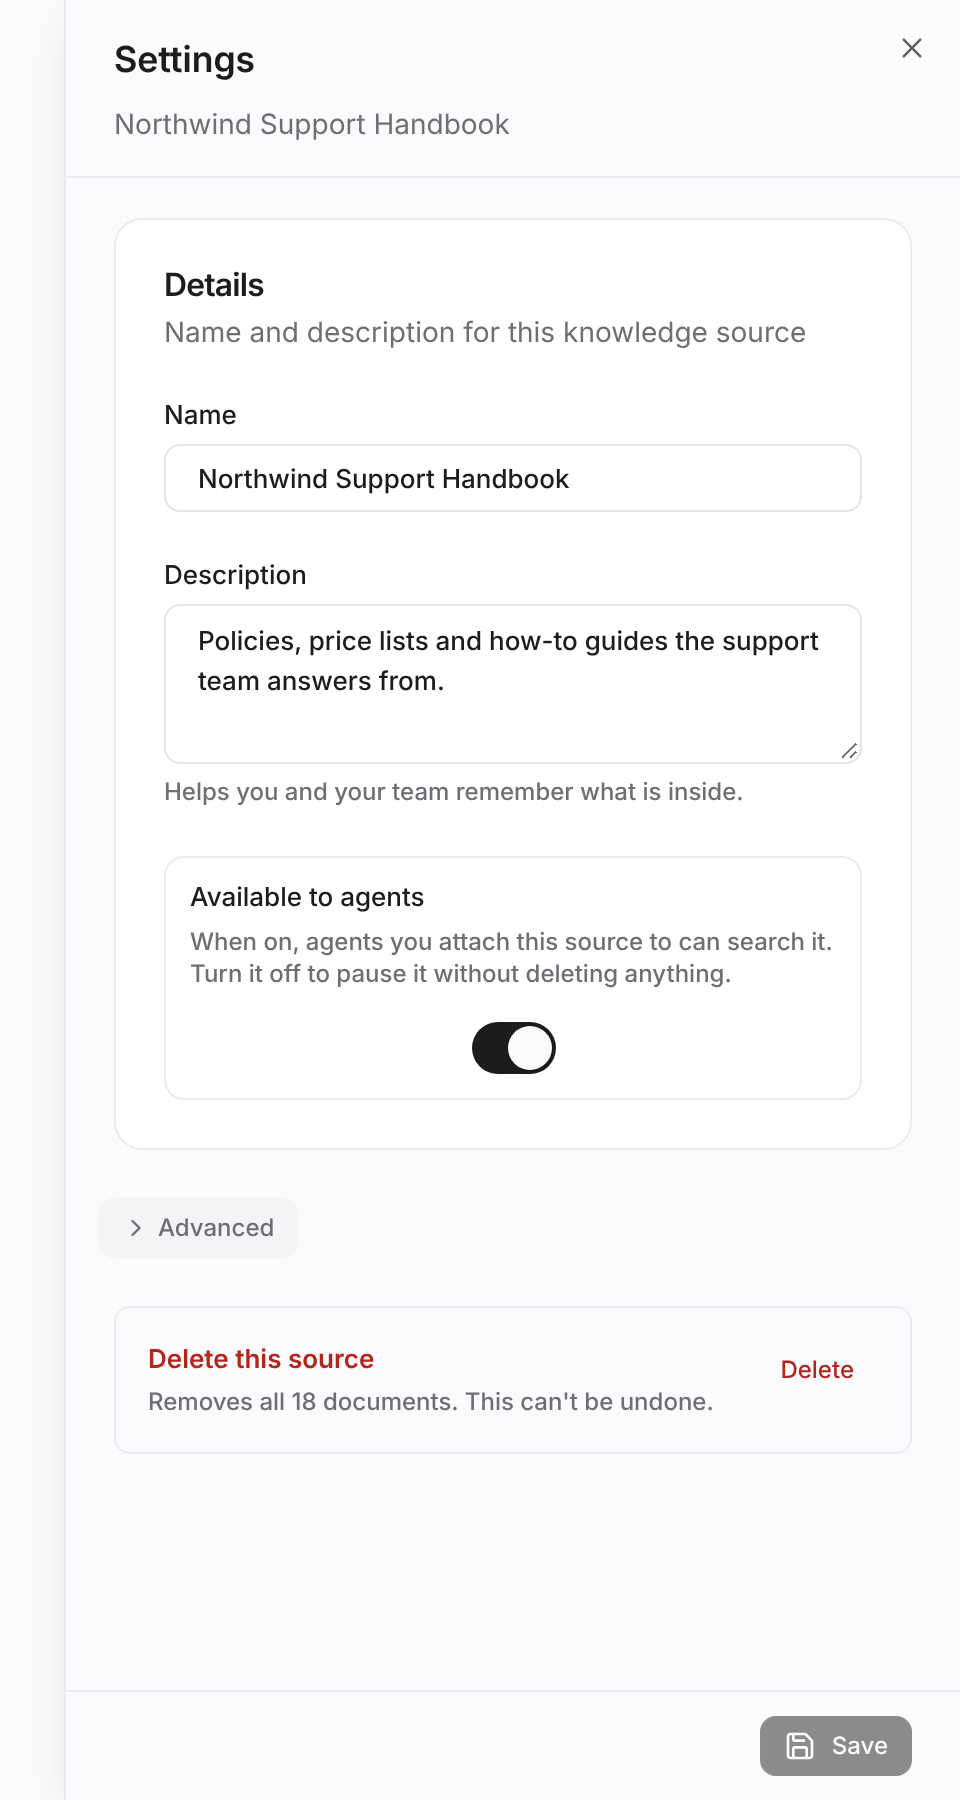 Settings
Northwind Support Handbook
Details
Name and description for this knowledge source
Name
Northwind Support Handbook
Description
Policies, price lists and how-to guides the support
team answers from.
Helps you and your team remember what is inside.
Available to agents
When on, agents you attach this source to can search it.
Turn it off to pause it without deleting anything.
Advanced
Delete this source
Delete
Removes all 18 documents. This can't be undone.
Save